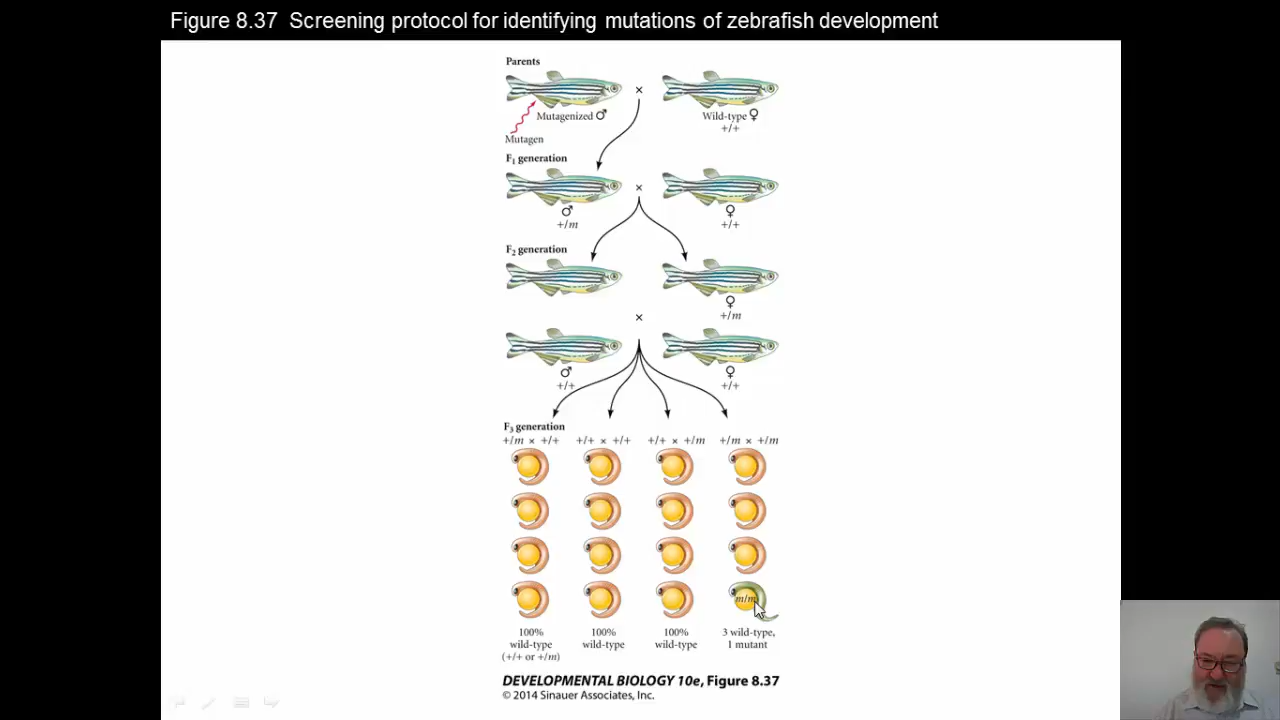 Figure 8.37 Screening protocol for identifying mutations of zebrafish development
Parents
×
Mutagenized ♂
Wild-type ♀
+/+
Mutagen
F1 generation
×
♂
+/m
♀
+/+
F2 generation
♀
+/m
×
♂
+/+
♀
+/+
F3 generation
+/m × +/+
+/+ × +/+
+/+ × +/m
+/m × +/m
m/m
100%
wild-type
(+/+ or +/m)
100%
wild-type
100%
wild-type
3 wild-type,
1 mutant
DEVELOPMENTAL BIOLOGY 10e, Figure 8.37
© 2014 Sinauer Associates, Inc.